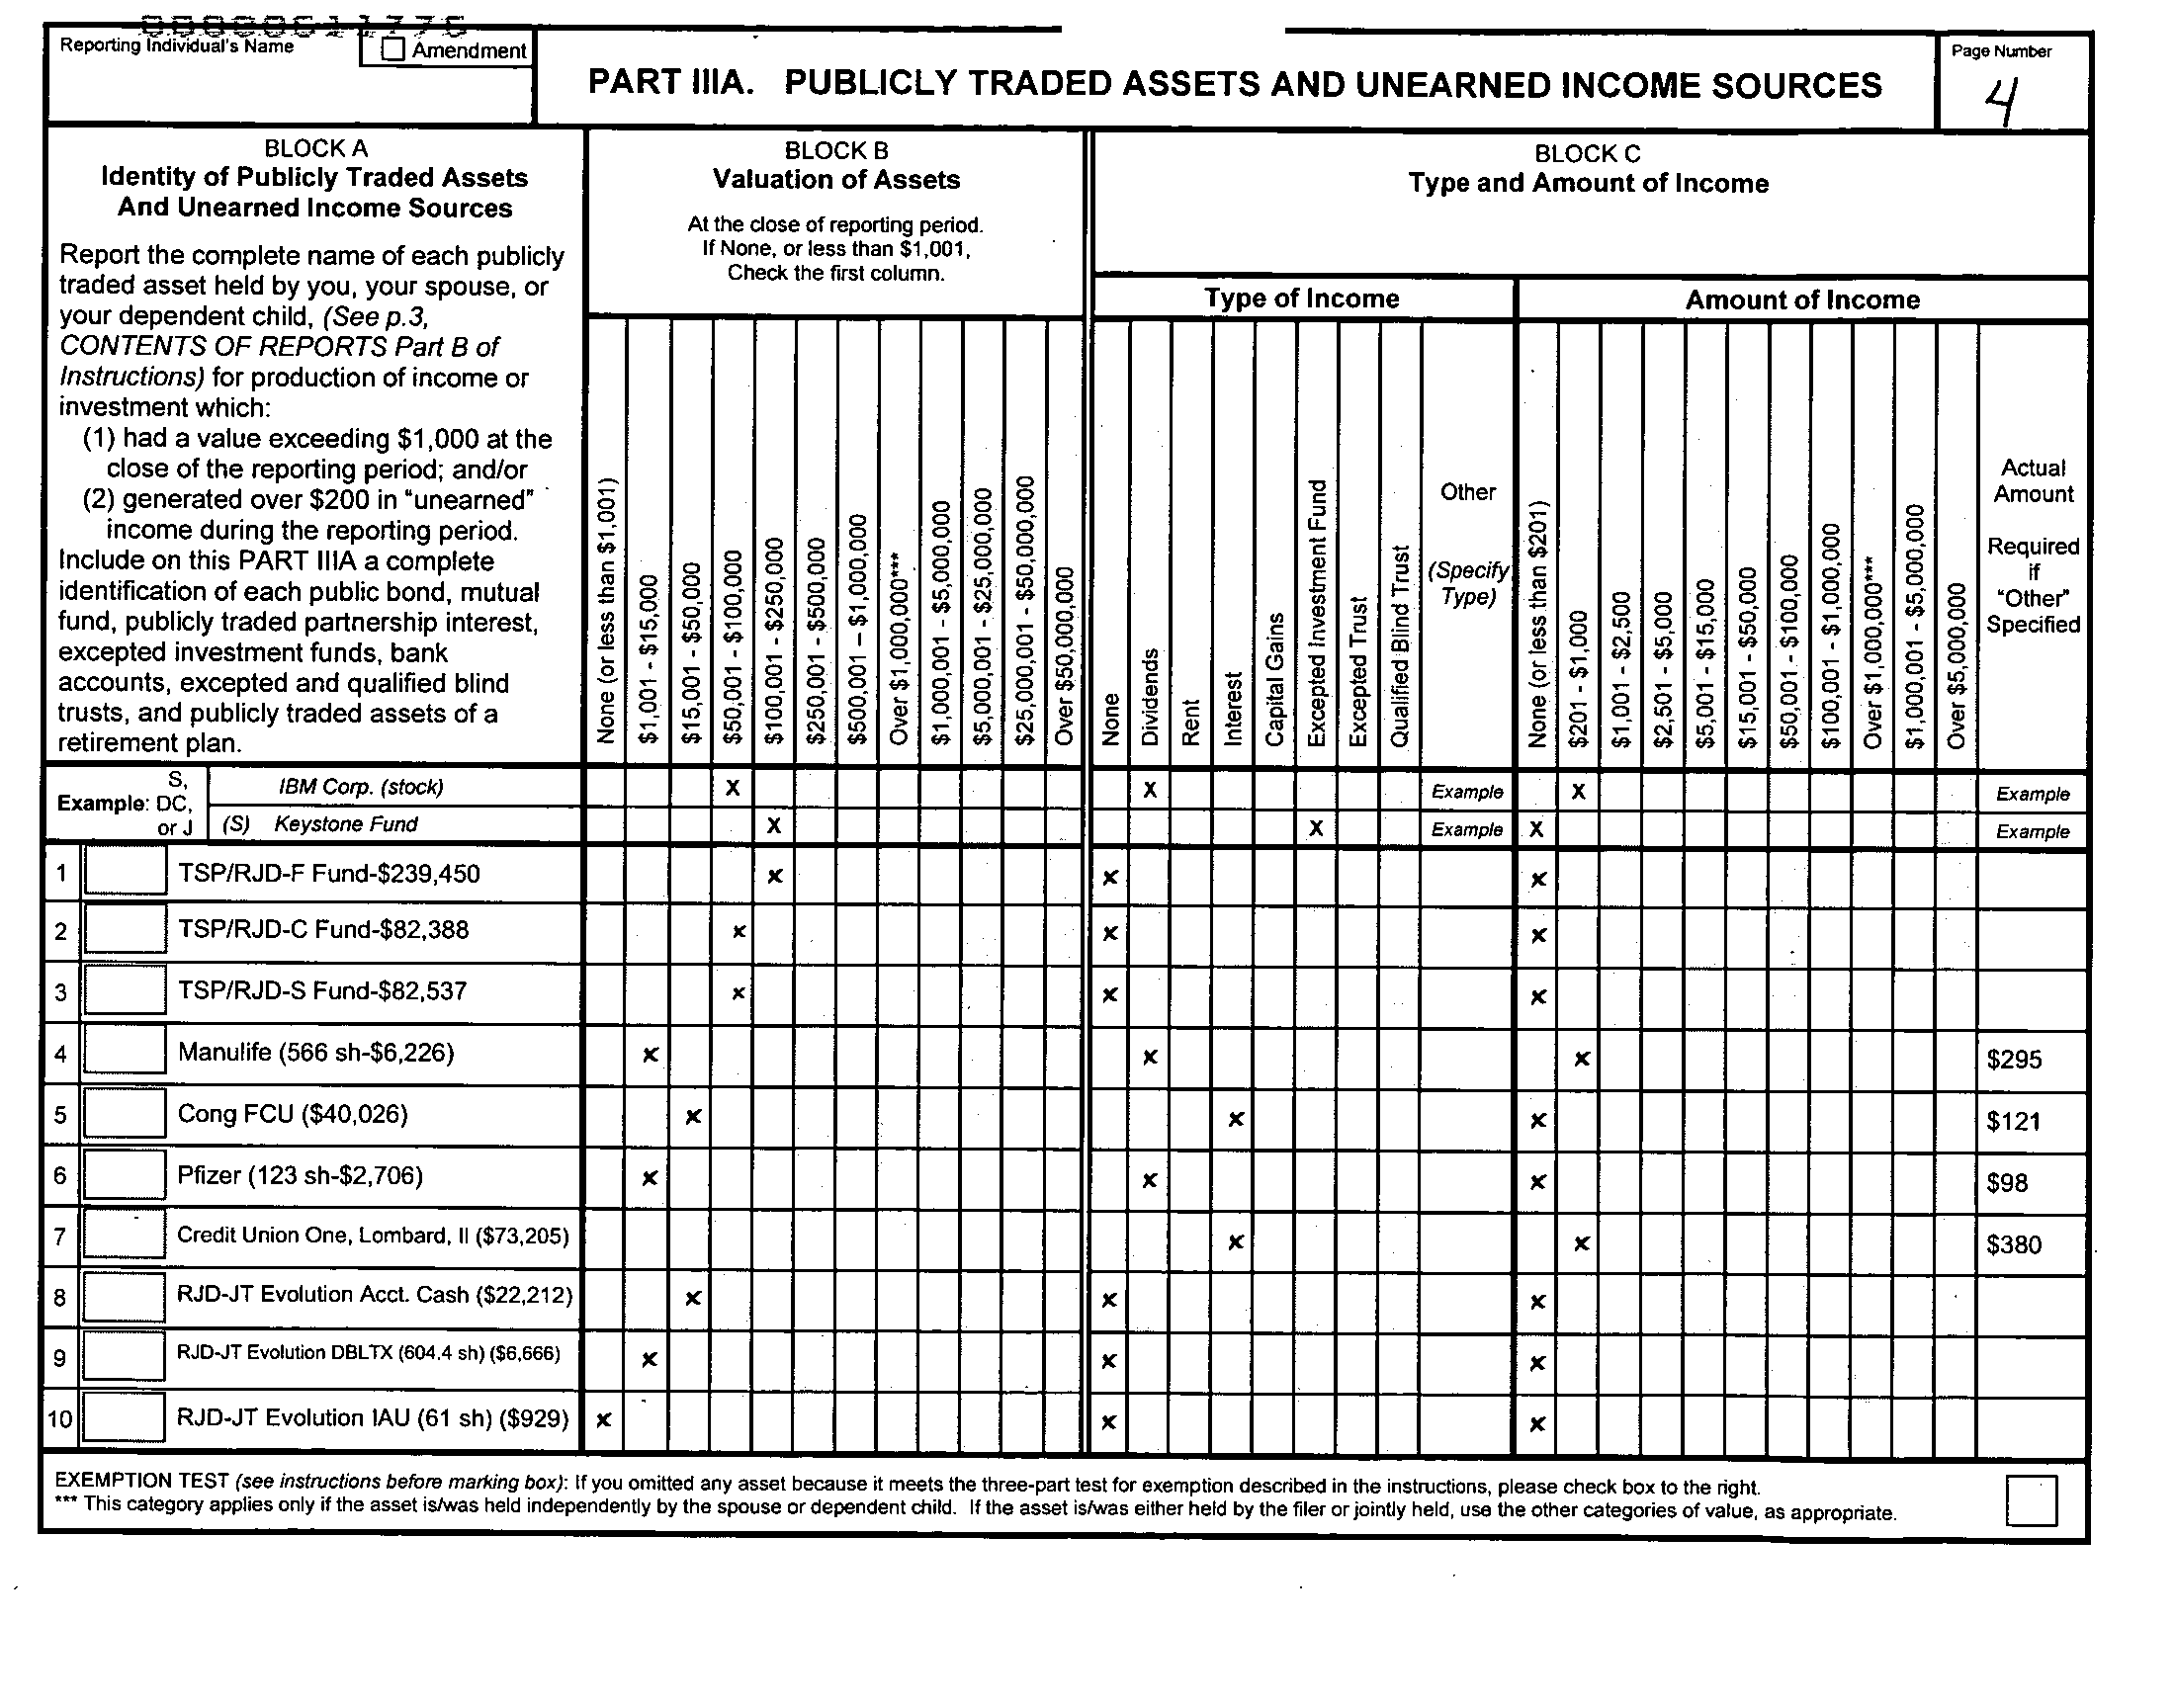 Reporting Individual's Name
☐ Amendment
PART IIIA. PUBLICLY TRADED ASSETS AND UNEARNED INCOME SOURCES
Page Number
4
BLOCK A
Identity of Publicly Traded Assets
And Unearned Income Sources
Report the complete name of each publicly
traded asset held by you, your spouse, or
your dependent child, (See p.3,
CONTENTS OF REPORTS Part B of
Instructions) for production of income or
investment which:
(1) had a value exceeding $1,000 at the
close of the reporting period; and/or
(2) generated over $200 in "unearned"
income during the reporting period.
Include on this PART IIIA a complete
identification of each public bond, mutual
fund, publicly traded partnership interest,
excepted investment funds, bank
accounts, excepted and qualified blind
trusts, and publicly traded assets of a
retirement plan.
BLOCK B
Valuation of Assets
At the close of reporting period.
If None, or less than $1,001,
Check the first column.
None (or less than $1,001)
$1,001 - $15,000
$15,001 - $50,000
$50,001 - $100,000
$100,001 - $250,000
$250,001 - $500,000
$500,001 – $1,000,000
Over $1,000,000***
$1,000,001 - $5,000,000
$5,000,001 - $25,000,000
$25,000,001 - $50,000,000
Over $50,000,000
BLOCK C
Type and Amount of Income
Type of Income
None
Dividends
Rent
Interest
Capital Gains
Excepted Investment Fund
Excepted Trust
Qualified Blind Trust
Other
(Specify
Type)
Amount of Income
None (or less than $201)
$201 - $1,000
$1,001 - $2,500
$2,501 - $5,000
$5,001 - $15,000
$15,001 - $50,000
$50,001 - $100,000
$100,001 - $1,000,000
Over $1,000,000***
$1,000,001 - $5,000,000
Over $5,000,000
Actual
Amount
Required
if
"Other"
Specified
Example: S, DC, or J
IBM Corp. (stock) X X Example X Example
(S) Keystone Fund X X Example X Example
1 TSP/RJD-F Fund-$239,450 x x x
2 TSP/RJD-C Fund-$82,388 x x x
3 TSP/RJD-S Fund-$82,537 x x x
4 Manulife (566 sh-$6,226) x x x $295
5 Cong FCU ($40,026) x x x $121
6 Pfizer (123 sh-$2,706) x x x $98
7 Credit Union One, Lombard, Il ($73,205) x x $380
8 RJD-JT Evolution Acct. Cash ($22,212) x x x
9 RJD-JT Evolution DBLTX (604.4 sh) ($6,666) x x x
10 RJD-JT Evolution IAU (61 sh) ($929) x x x
EXEMPTION TEST (see instructions before marking box): If you omitted any asset because it meets the three-part test for exemption described in the instructions, please check box to the right.
*** This category applies only if the asset is/was held independently by the spouse or dependent child. If the asset is/was either held by the filer or jointly held, use the other categories of value, as appropriate.